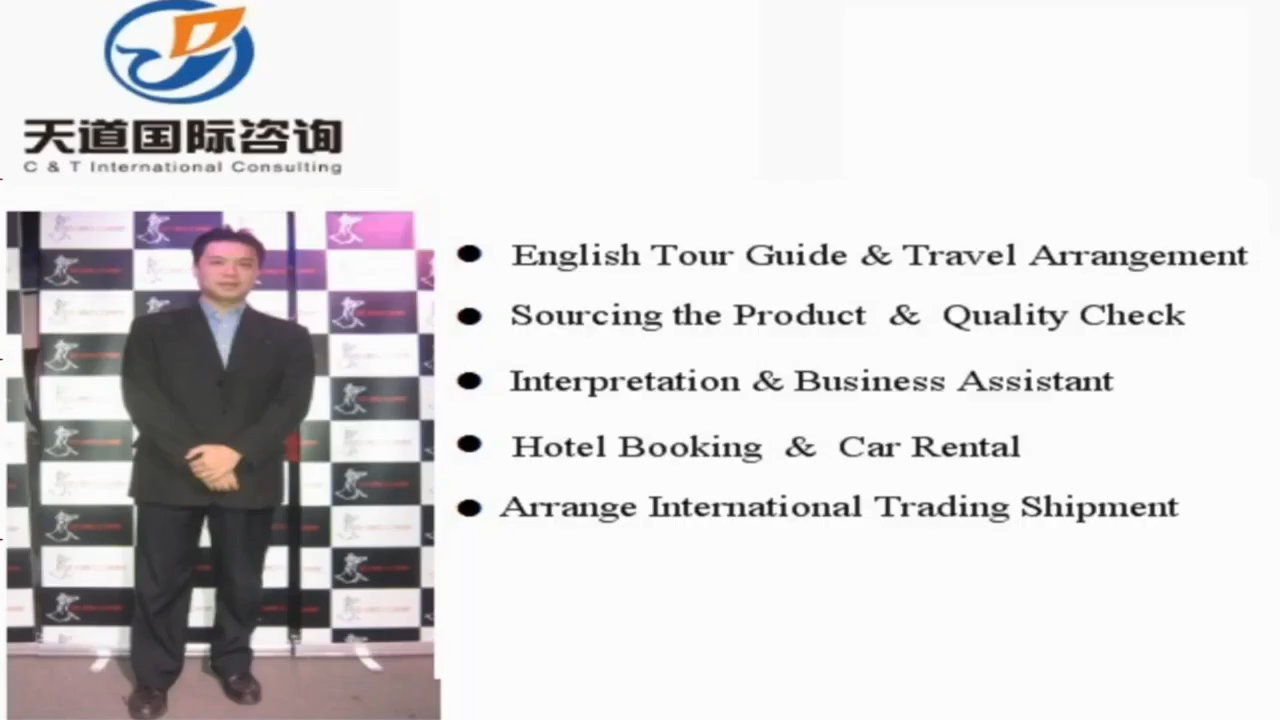 天道国际咨询
C & T International Consulting
● English Tour Guide & Travel Arrangement
● Sourcing the Product & Quality Check
● Interpretation & Business Assistant
● Hotel Booking & Car Rental
● Arrange International Trading Shipment